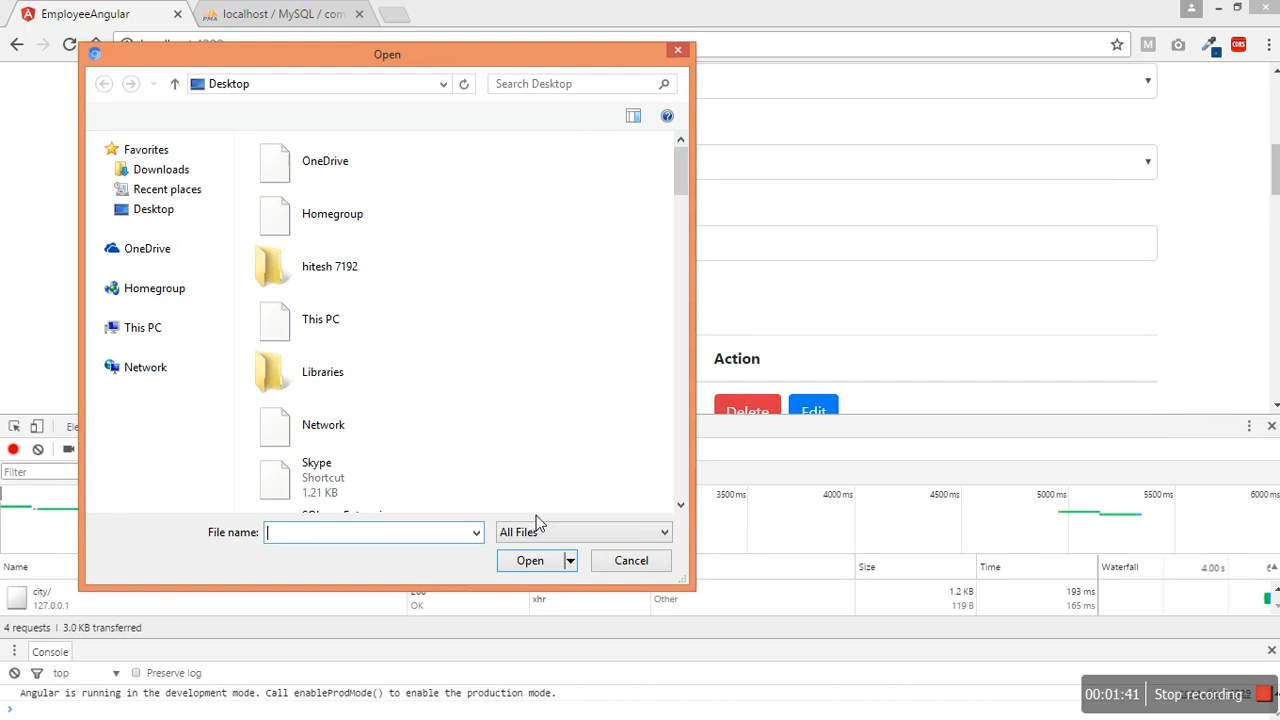 EmployeeAngular
localhost / MySQL / com
Open
Desktop
Search Desktop
M
CORS
Favorites
Downloads
Recent places
Desktop
OneDrive
Homegroup
This PC
Network
OneDrive
Homegroup
hitesh 7192
This PC
Libraries
Network
Skype
Shortcut
1.21 KB
File name:
All Files
Open
Cancel
Action
Delete
Edit
Ele
Filter
3500 ms
4000 ms
4500 ms
5000 ms
5500 ms
6000 ms
Name
Size
Time
Waterfall
4.00 s
city/
127.0.0.1
OK
xhr
Other
1.2 KB
119 B
193 ms
165 ms
4 requests | 3.0 KB transferred
Console
top
Preserve log
Angular is running in the development mode. Call enableProdMode() to enable the production mode.
00:01:41
Stop recording